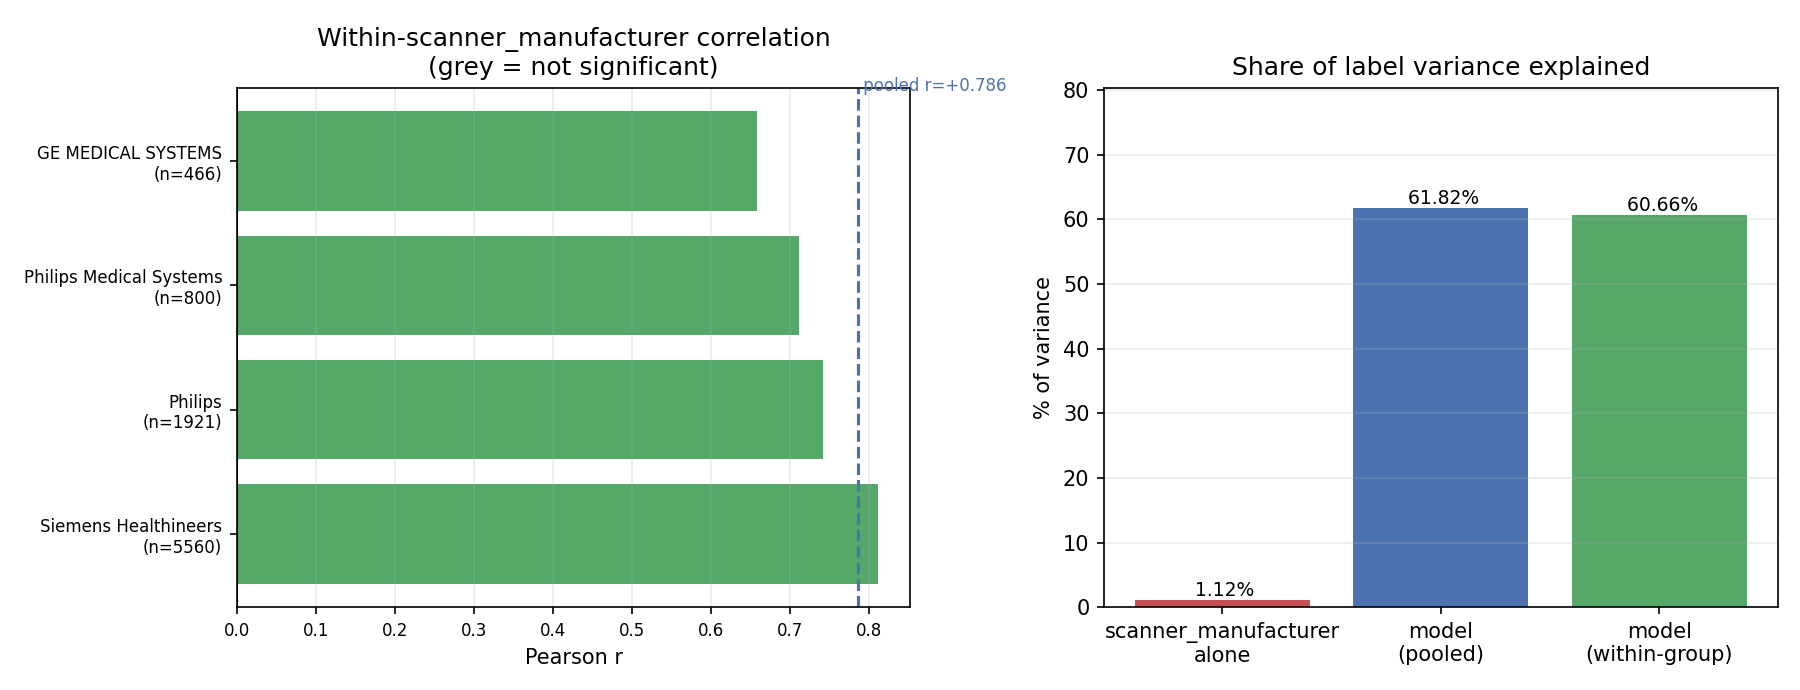 Within-scanner_manufacturer correlation
(grey = not significant)
pooled r=+0.786
GE MEDICAL SYSTEMS
(n=466)
Philips Medical Systems
(n=800)
Philips
(n=1921)
Siemens Healthineers
(n=5560)
0.0 0.1 0.2 0.3 0.4 0.5 0.6 0.7 0.8
Pearson r
Share of label variance explained
% of variance
80
70
60
50
40
30
20
10
0
1.12%
61.82%
60.66%
scanner_manufacturer
alone
model
(pooled)
model
(within-group)